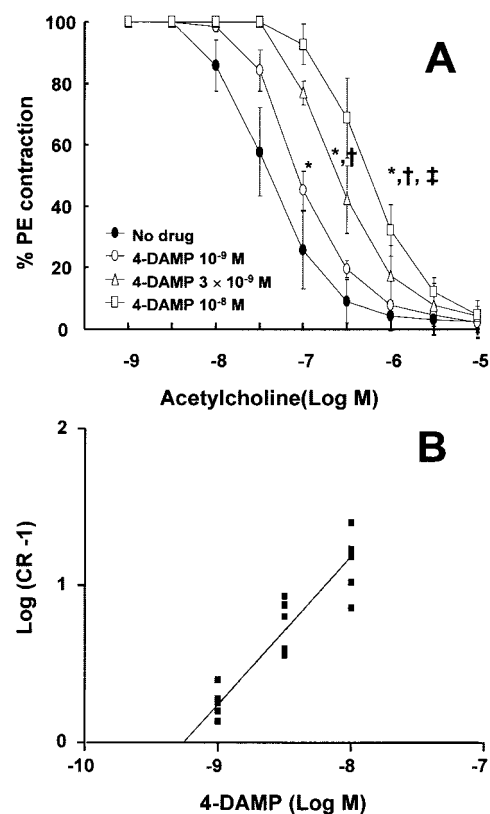 100
80
60
40
20
0
% PE contraction
A
*
*,†
*,†, ‡
No drug
4-DAMP 10⁻⁹ M
4-DAMP 3 × 10⁻⁹ M
4-DAMP 10⁻⁸ M
-9 -8 -7 -6 -5
Acetylcholine(Log M)
B
2
1
0
Log (CR -1)
-10 -9 -8 -7
4-DAMP (Log M)